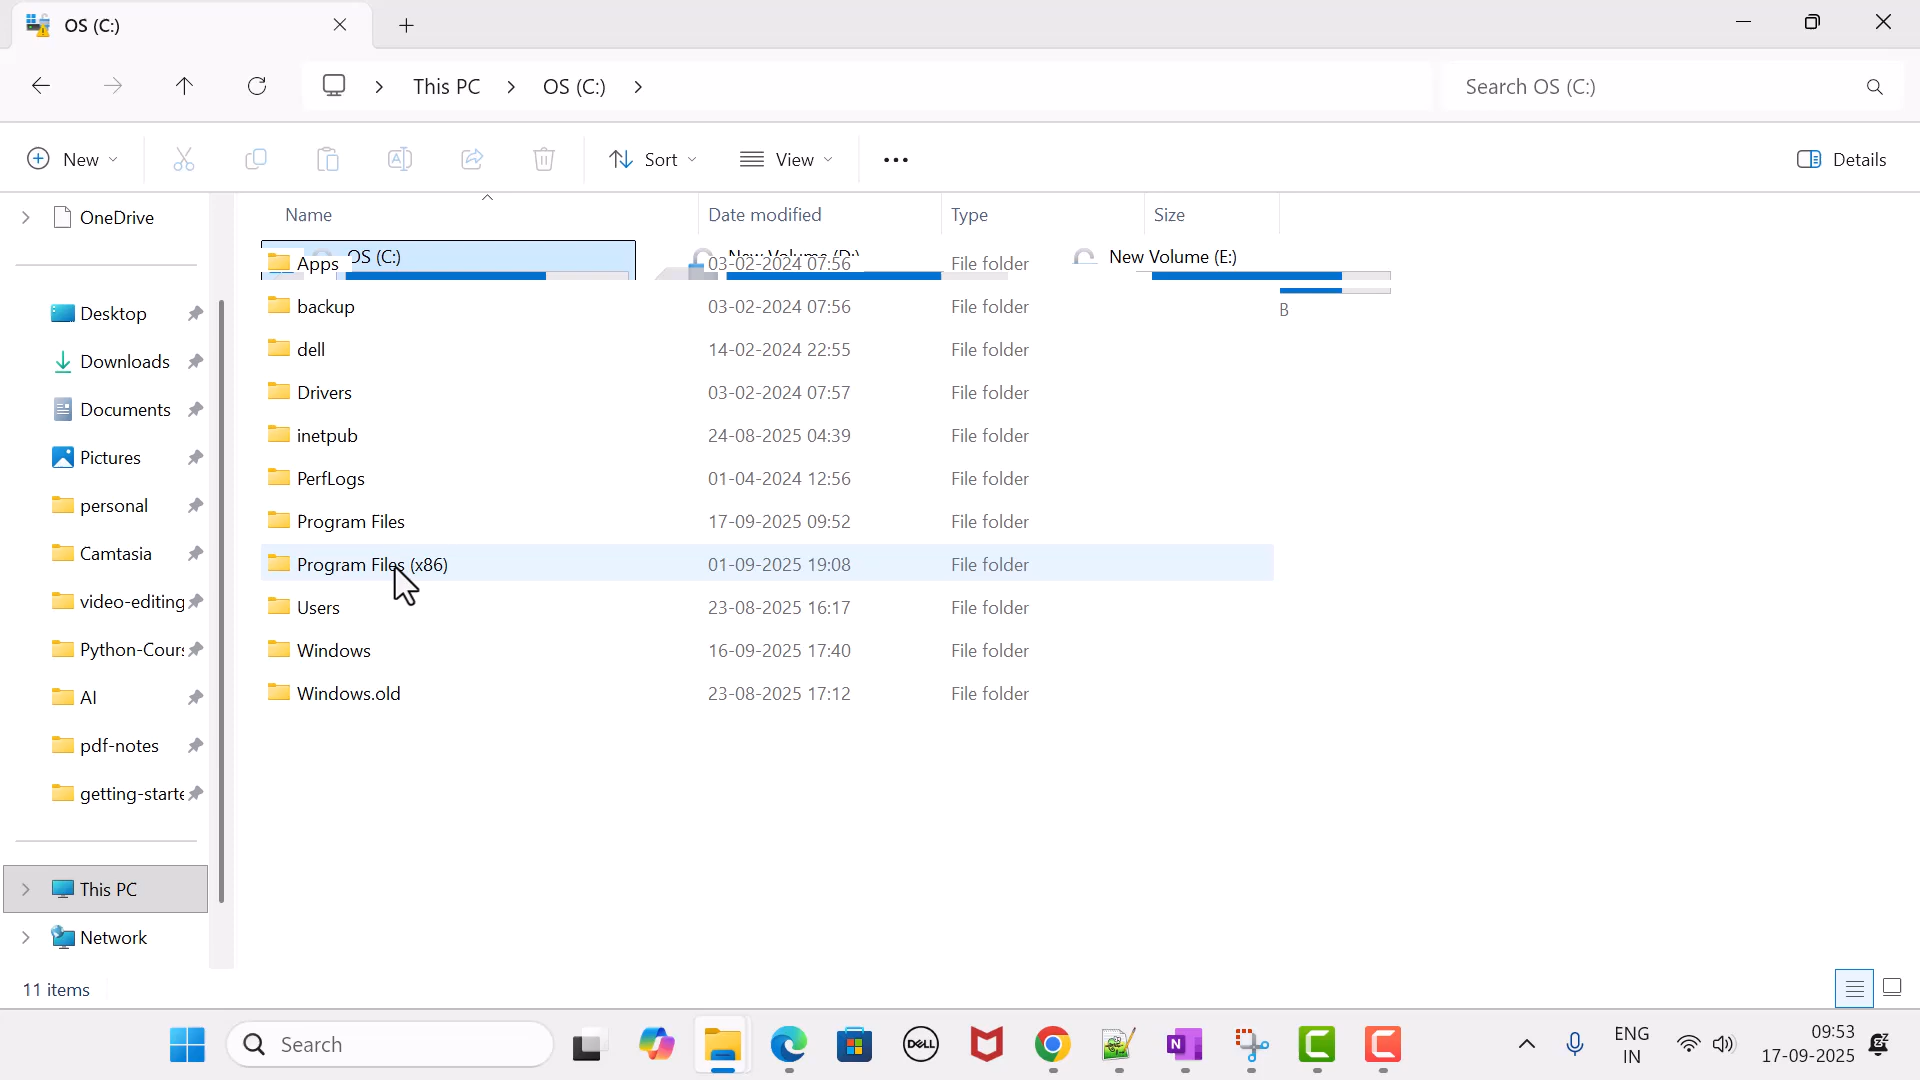 OS (C:)
This PC
OS (C:)
Search OS (C:)
New
Sort
View
Details
OneDrive
Desktop
Downloads
Documents
Pictures
personal
Camtasia
video-editing
Python-Cour
AI
pdf-notes
getting-starte
This PC
Network
Name Date modified Type Size
OS (C:) New Volume (D:) New Volume (E:)
Apps 03-02-2024 07:56 File folder
backup 03-02-2024 07:56 File folder B
dell 14-02-2024 22:55 File folder
Drivers 03-02-2024 07:57 File folder
inetpub 24-08-2025 04:39 File folder
PerfLogs 01-04-2024 12:56 File folder
Program Files 17-09-2025 09:52 File folder
Program Files (x86) 01-09-2025 19:08 File folder
Users 23-08-2025 16:17 File folder
Windows 16-09-2025 17:40 File folder
Windows.old 23-08-2025 17:12 File folder
11 items
Search
DELL
N
ENG
IN
09:53
17-09-2025